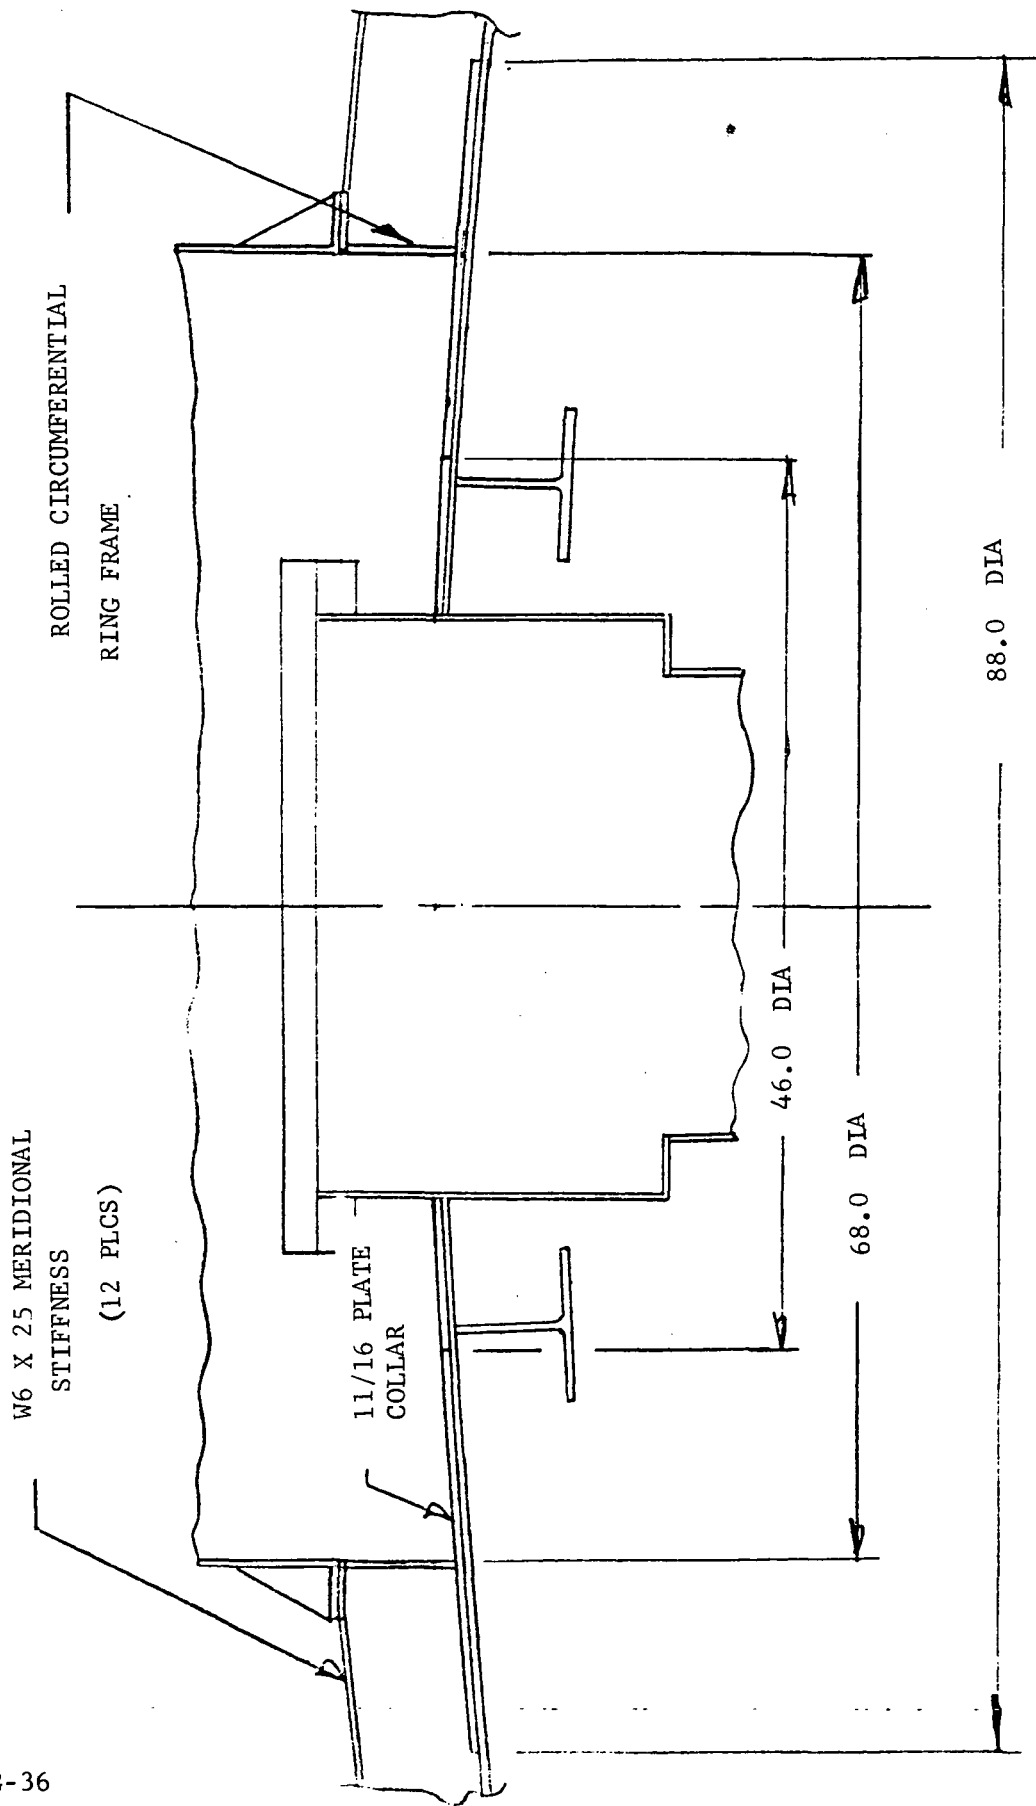 W6 X 25 MERIDIONAL
STIFFNESS
(12 PLCS)
ROLLED CIRCUMFERENTIAL
RING FRAME
11/16 PLATE
COLLAR
46.0 DIA
68.0 DIA
88.0 DIA
-36